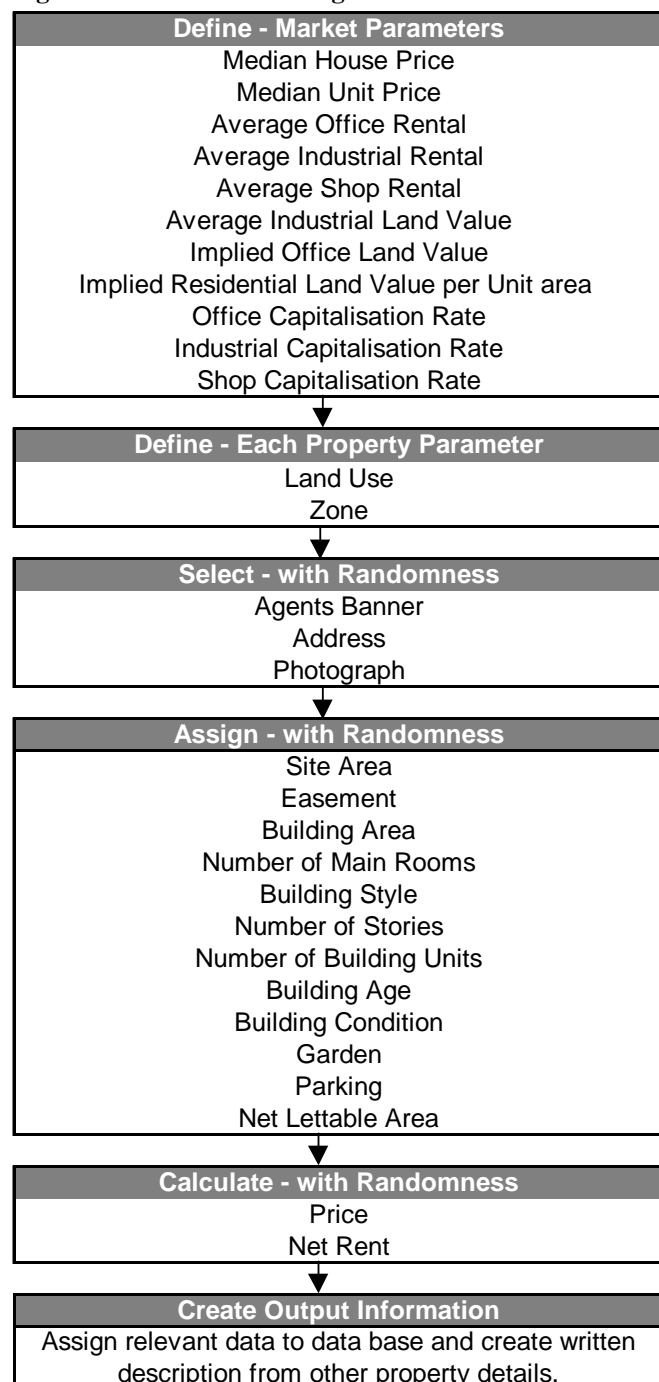 Define - Market Parameters
Median House Price
Median Unit Price
Average Office Rental
Average Industrial Rental
Average Shop Rental
Average Industrial Land Value
Implied Office Land Value
Implied Residential Land Value per Unit area
Office Capitalisation Rate
Industrial Capitalisation Rate
Shop Capitalisation Rate
Define - Each Property Parameter
Land Use
Zone
Select - with Randomness
Agents Banner
Address
Photograph
Assign - with Randomness
Site Area
Easement
Building Area
Number of Main Rooms
Building Style
Number of Stories
Number of Building Units
Building Age
Building Condition
Garden
Parking
Net Lettable Area
Calculate - with Randomness
Price
Net Rent
Create Output Information
Assign relevant data to data base and create written
description from other property details.